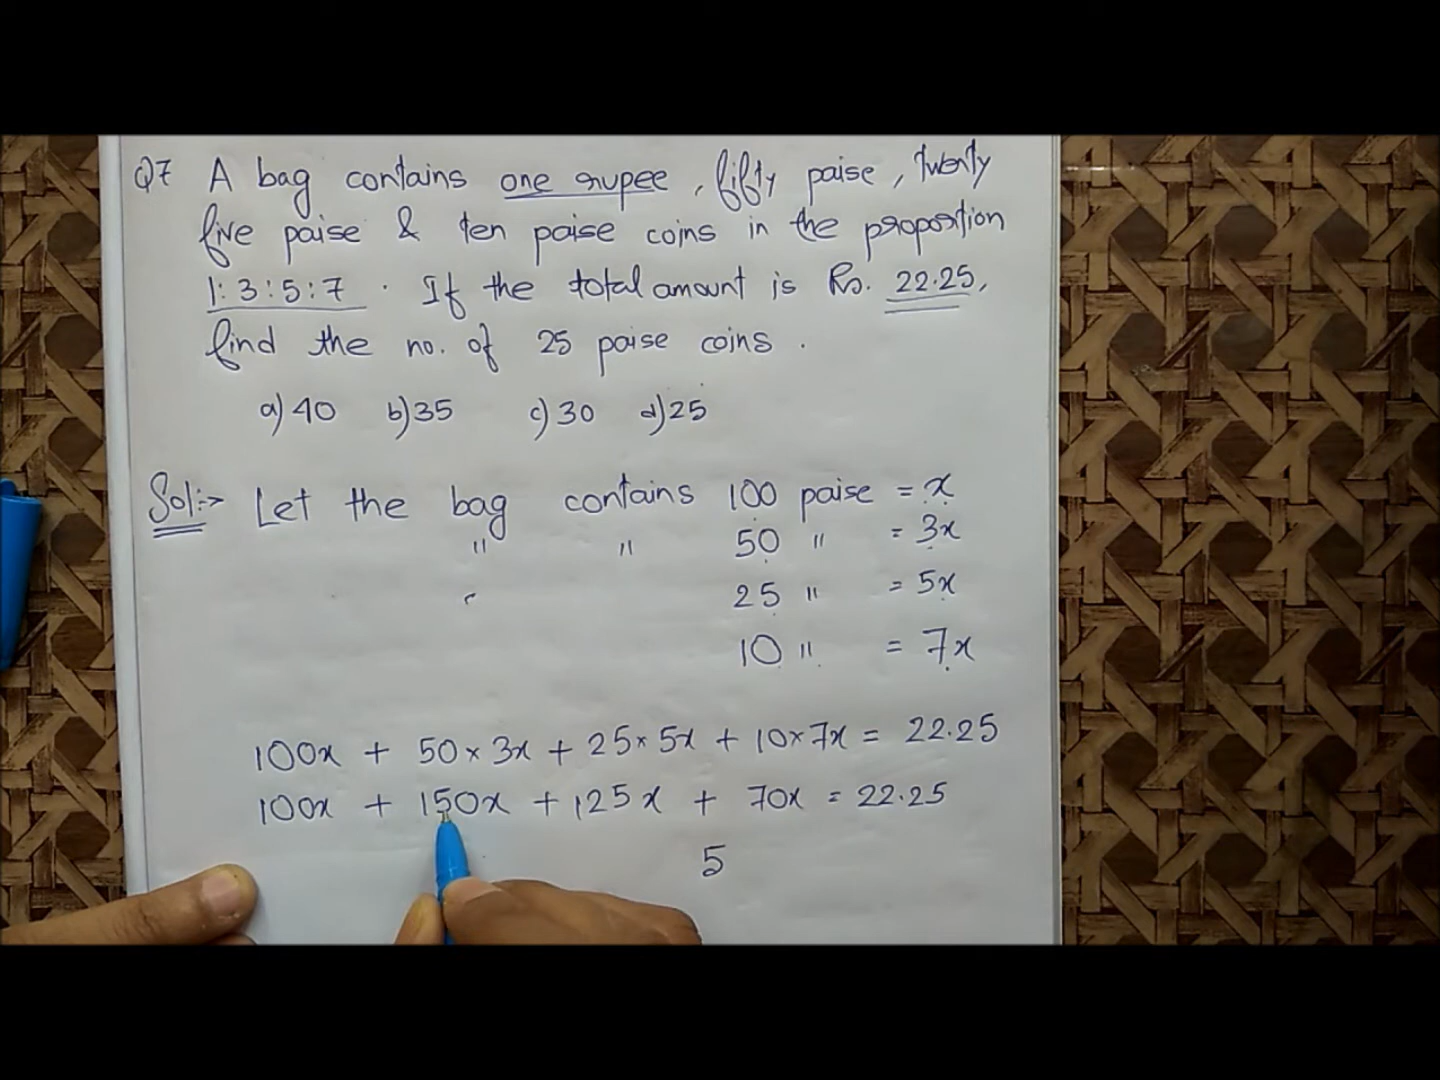 Q7 A bag contains one rupee, fifty paise, twenty
five paise & ten paise coins in the proportion
1:3:5:7. If the total amount is Rs. 22.25,
find the no. of 25 paise coins.
a) 40 b) 35 c) 30 d) 25
Sol:-> Let the bag contains 100 paise = x
" " 50 " = 3x
25 " = 5x
10 " = 7x
100x + 50×3x + 25×5x + 10×7x = 22.25
100x + 150x + 125x + 70x = 22.25
5